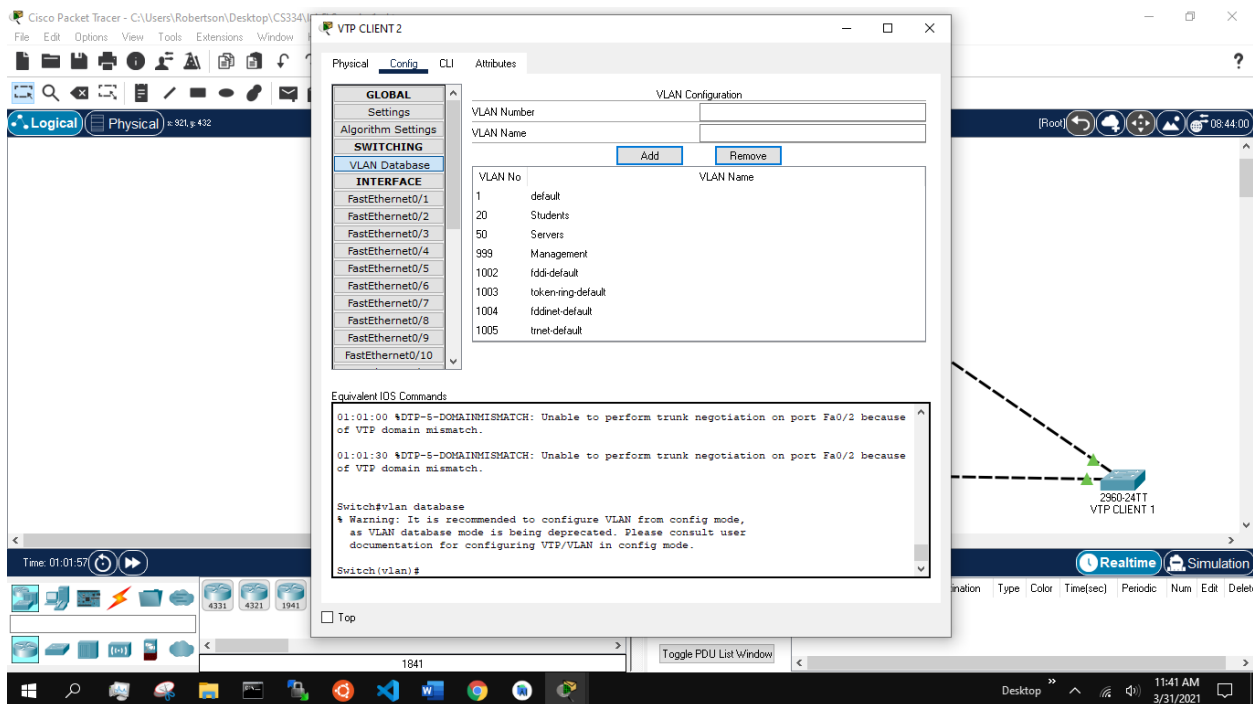 Cisco Packet Tracer - C:\Users\Robertson\Desktop\CS334\
File Edit Options View Tools Extensions Window
VTP CLIENT 2
Physical Config CLI Attributes
GLOBAL
Settings
Algorithm Settings
SWITCHING
VLAN Database
INTERFACE
FastEthernet0/1
FastEthernet0/2
FastEthernet0/3
FastEthernet0/4
FastEthernet0/5
FastEthernet0/6
FastEthernet0/7
FastEthernet0/8
FastEthernet0/9
FastEthernet0/10
VLAN Configuration
VLAN Number
VLAN Name
Add Remove
VLAN No VLAN Name
1 default
20 Students
50 Servers
999 Management
1002 fddi-default
1003 token-ring-default
1004 fddinet-default
1005 trnet-default
Equivalent IOS Commands
01:01:00 %DTP-5-DOMAINMISMATCH: Unable to perform trunk negotiation on port Fa0/2 because
of VTP domain mismatch.
01:01:30 %DTP-5-DOMAINMISMATCH: Unable to perform trunk negotiation on port Fa0/2 because
of VTP domain mismatch.
Switch#vlan database
% Warning: It is recommended to configure VLAN from config mode,
as VLAN database mode is being deprecated. Please consult user
documentation for configuring VTP/VLAN in config mode.
Switch(vlan)#
Top
Logical Physical x: 921, y: 432
[Root] 08:44:00
2960-24TT
VTP CLIENT 1
Time: 01:01:57
Realtime Simulation
4331 4321 1941
1841
Toggle PDU List Window
ination Type Color Time(sec) Periodic Num Edit Delet
Desktop
11:41 AM
3/31/2021